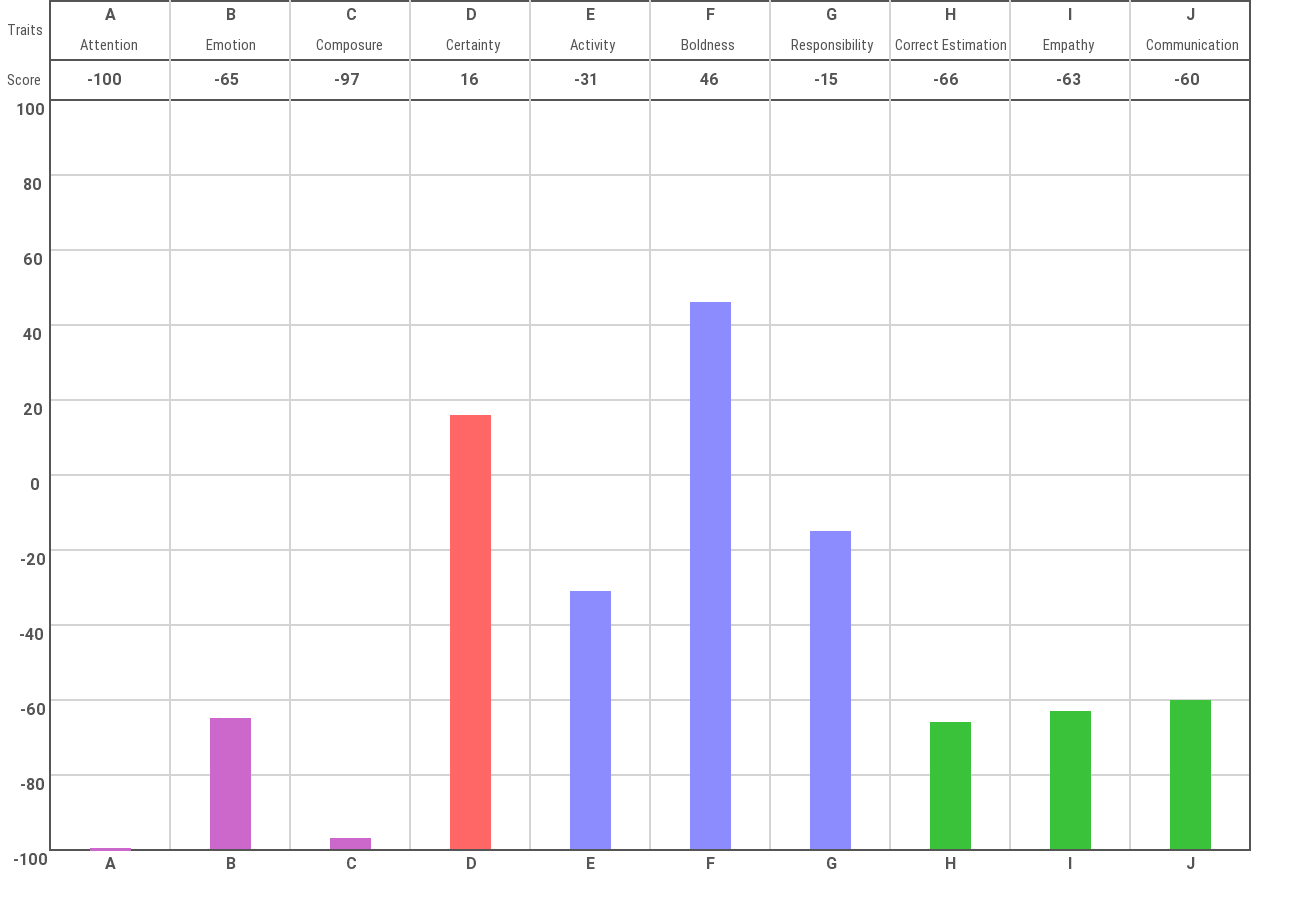 A B C D E F G H I J
Traits Attention Emotion Composure Certainty Activity Boldness Responsibility Correct Estimation Empathy Communication
Score -100 -65 -97 16 -31 46 -15 -66 -63 -60
100
80
60
40
20
0
-20
-40
-60
-80
-100
A B C D E F G H I J